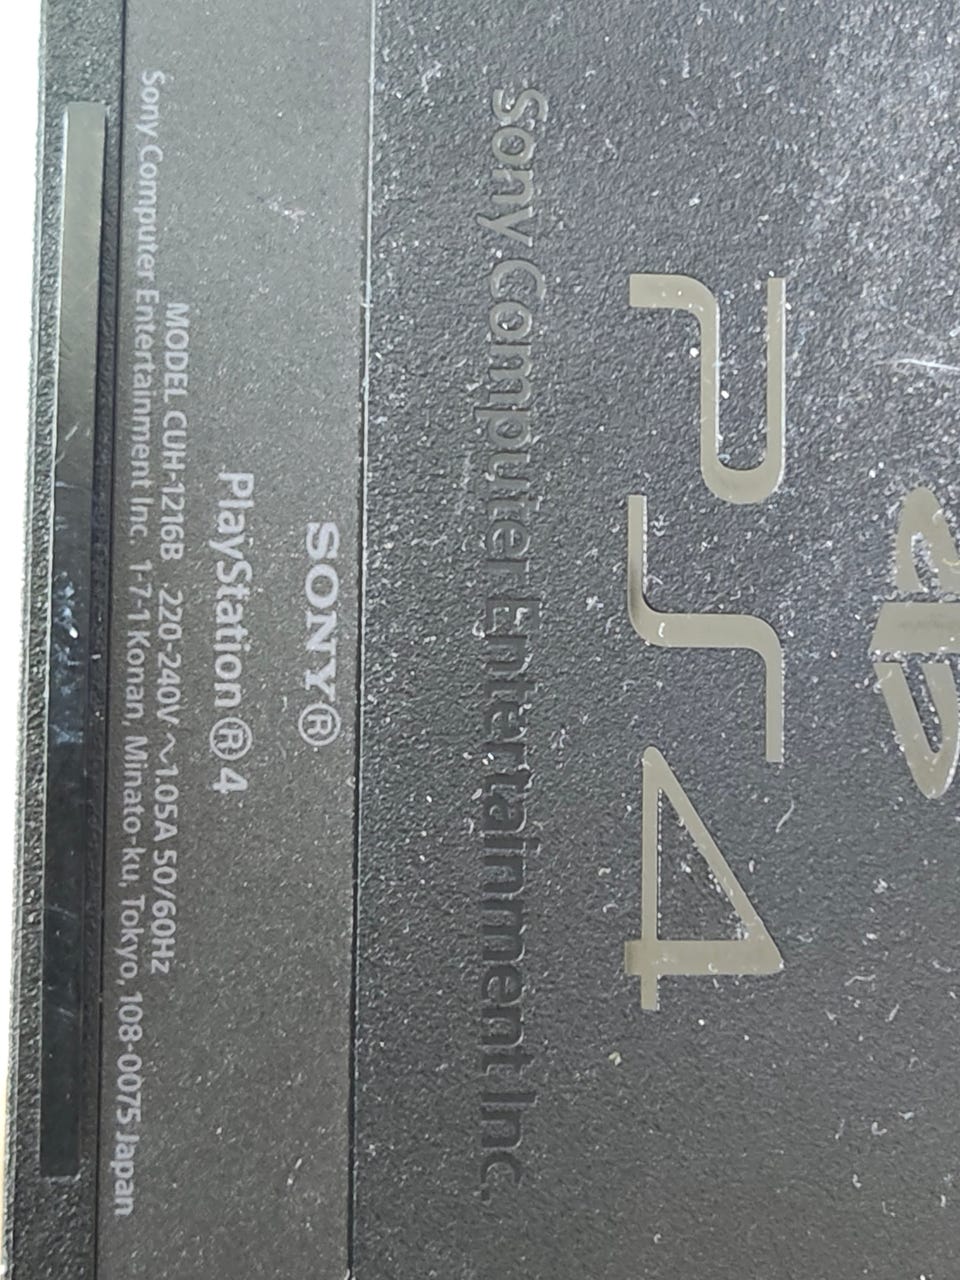 PS4
Sony Computer Entertainment Inc.
SONY®
PlayStation®4
MODEL CUH-1216B 220-240V ~1.05A 50/60Hz
Sony Computer Entertainment Inc. 1-7-1 Konan, Minato-ku, Tokyo, 108-0075 Japan